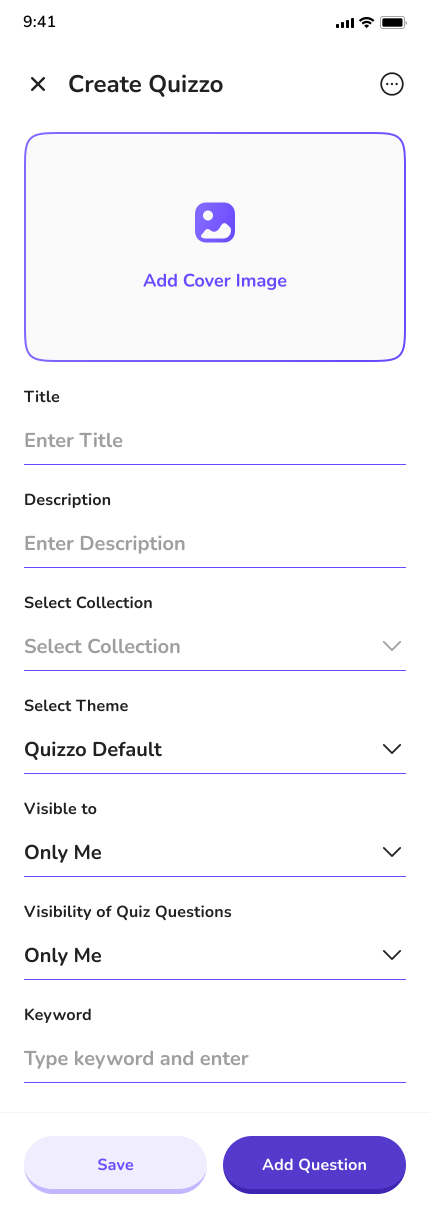 9:41
Create Quizzo
Add Cover Image
Title
Enter Title
Description
Enter Description
Select Collection
Select Collection
Select Theme
Quizzo Default
Visible to
Only Me
Visibility of Quiz Questions
Only Me
Keyword
Type keyword and enter
Save
Add Question